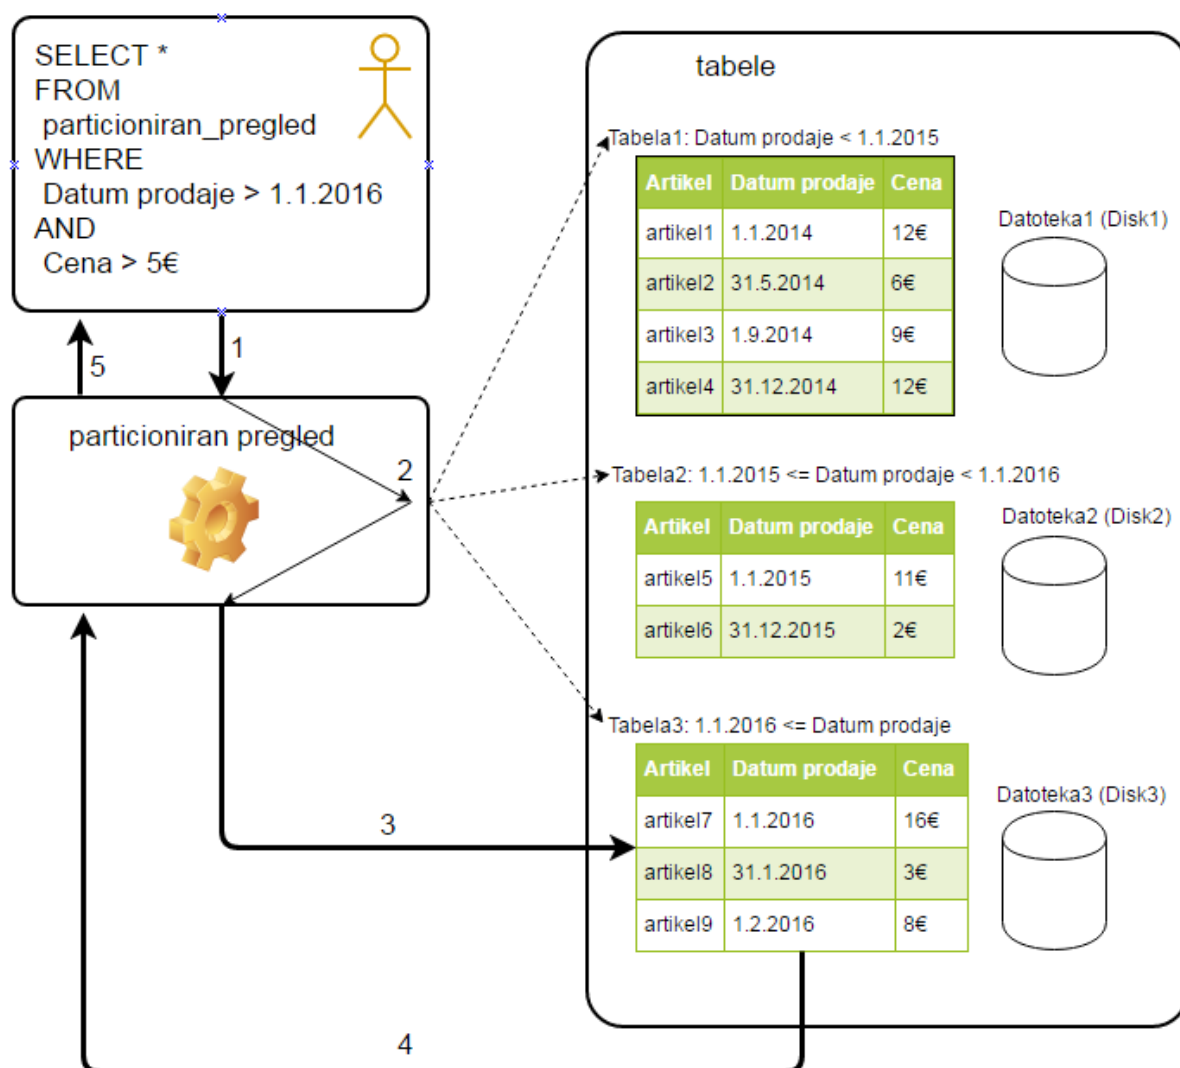 SELECT *
FROM
particioniran_pregled
WHERE
Datum prodaje > 1.1.2016
AND
Cena > 5€
5
1
particioniran pregled
2
3
4
tabele
Tabela1: Datum prodaje < 1.1.2015
Artikel Datum prodaje Cena
artikel1 1.1.2014 12€
artikel2 31.5.2014 6€
artikel3 1.9.2014 9€
artikel4 31.12.2014 12€
Datoteka1 (Disk1)
Tabela2: 1.1.2015 <= Datum prodaje < 1.1.2016
Artikel Datum prodaje Cena
artikel5 1.1.2015 11€
artikel6 31.12.2015 2€
Datoteka2 (Disk2)
Tabela3: 1.1.2016 <= Datum prodaje
Artikel Datum prodaje Cena
artikel7 1.1.2016 16€
artikel8 31.1.2016 3€
artikel9 1.2.2016 8€
Datoteka3 (Disk3)